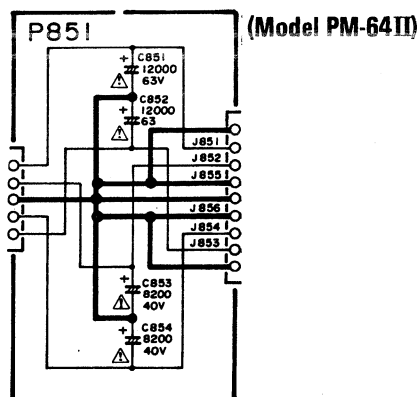 P851
(Model PM-64II)
+ C851
12000
63V
C852
+ 12000
63
J851
J852
J855
J856
J854
J853
+ C853
8200
40V
+ C854
8200
40V